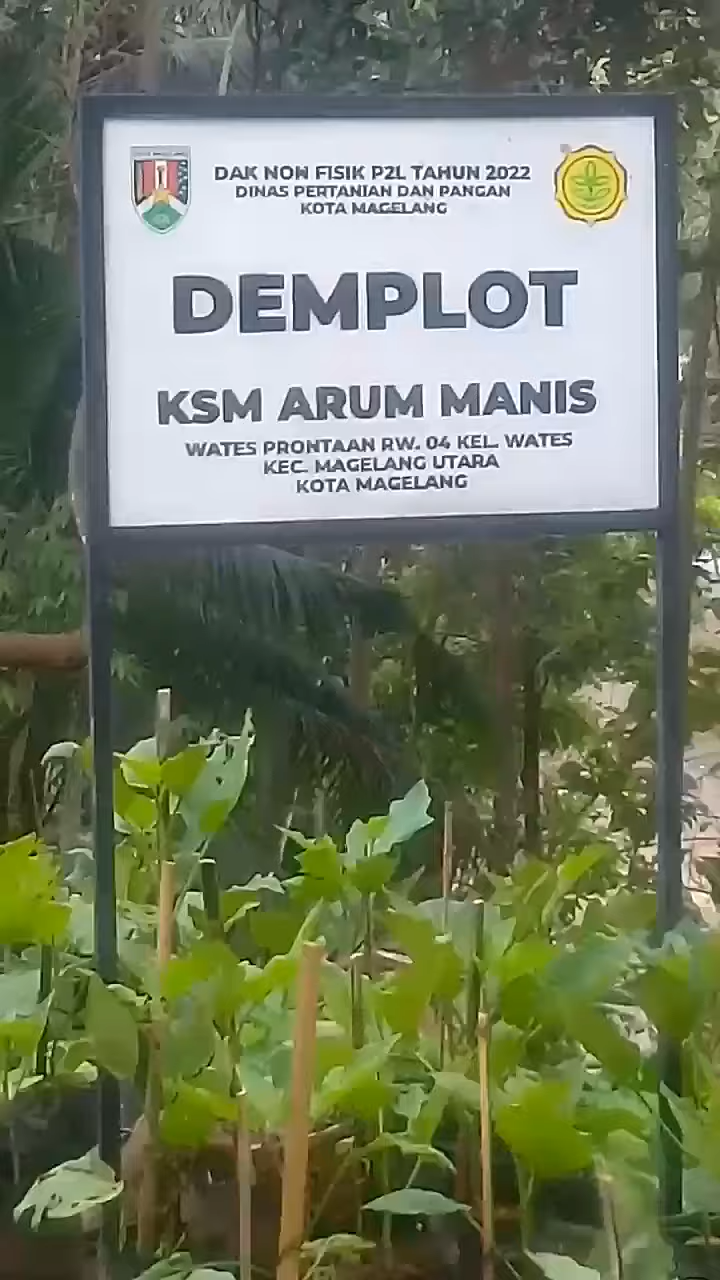 DAK NON FISIK P2L TAHUN 2022
DINAS PERTANIAN DAN PANGAN
KOTA MAGELANG
DEMPLOT
KSM ARUM MANIS
WATES PRONTAAN RW. 04 KEL. WATES
KEC. MAGELANG UTARA
KOTA MAGELANG